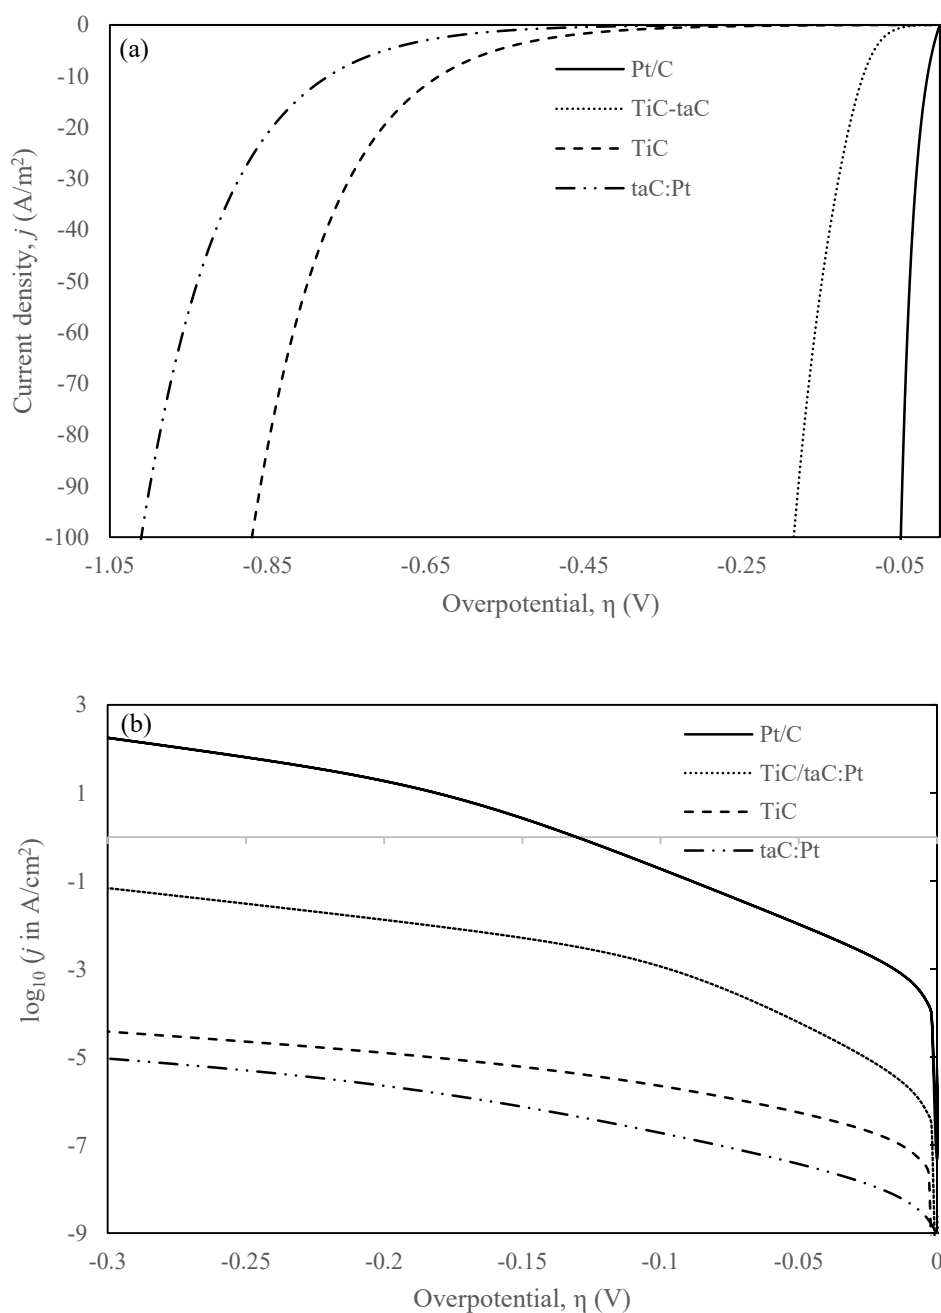 (a)
0
-10
-20
-30
-40
-50
-60
-70
-80
-90
-100
Current density, j (A/m²)
Pt/C
TiC-taC
TiC
taC:Pt
-1.05 -0.85 -0.65 -0.45 -0.25 -0.05
Overpotential, η (V)
(b)
3
1
-1
-3
-5
-7
-9
log₁₀ (j in A/cm²)
Pt/C
TiC/taC:Pt
TiC
taC:Pt
-0.3 -0.25 -0.2 -0.15 -0.1 -0.05 0
Overpotential, η (V)